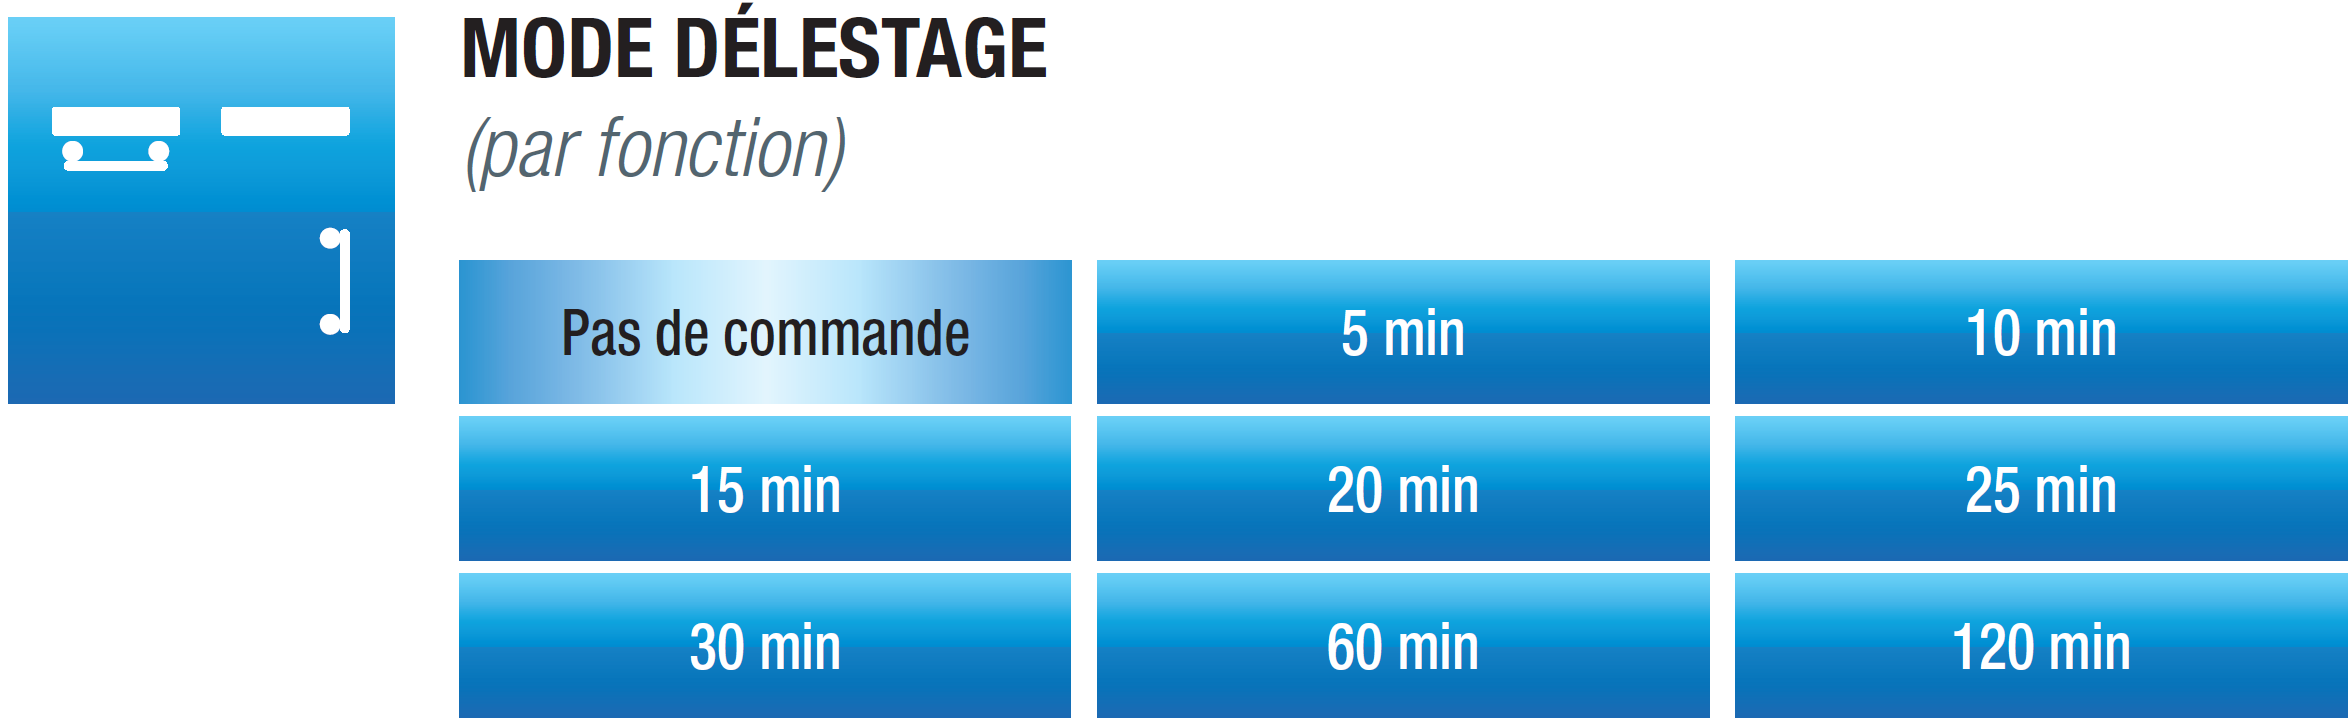 MODE DÉLESTAGE
(par fonction)
Pas de commande
5 min
10 min
15 min
20 min
25 min
30 min
60 min
120 min